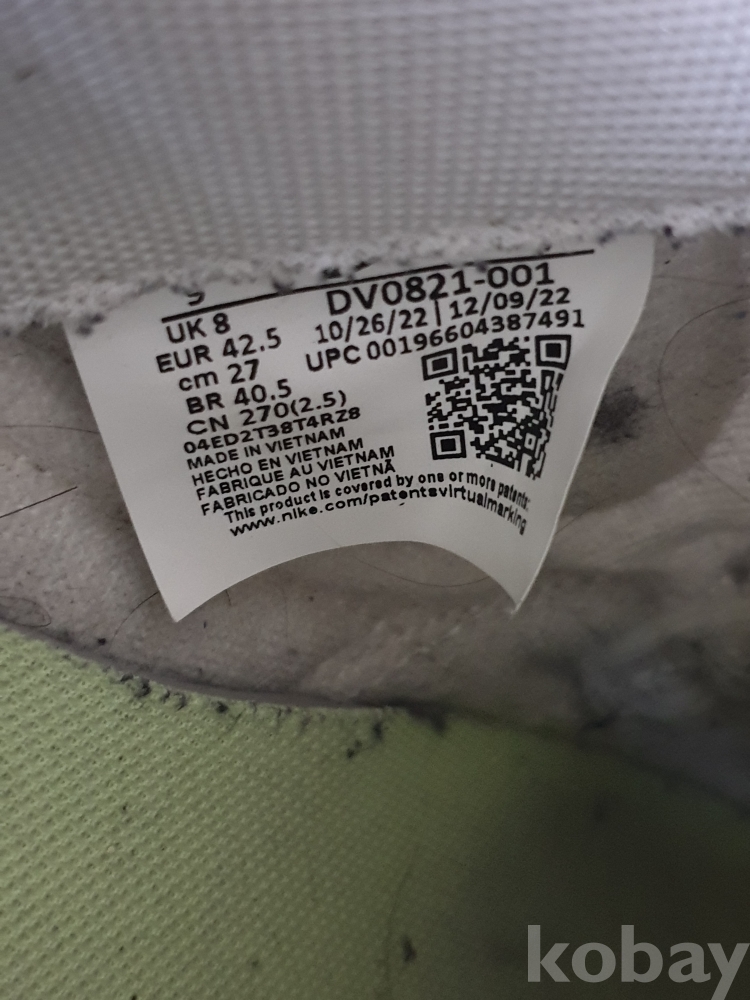 UK 8
DV0821-001
EUR 42.5
10/26/22 | 12/09/22
cm 27
UPC 00196604387491
BR 40.5
CN 270(2.5)
04ED2T38T4RZ8
MADE IN VIETNAM
HECHO EN VIETNAM
FABRIQUE AU VIETNAM
FABRICADO NO VIETNÃ
This product is covered by one or more patents:
www.nike.com/patentsvirtualmarking
kobay